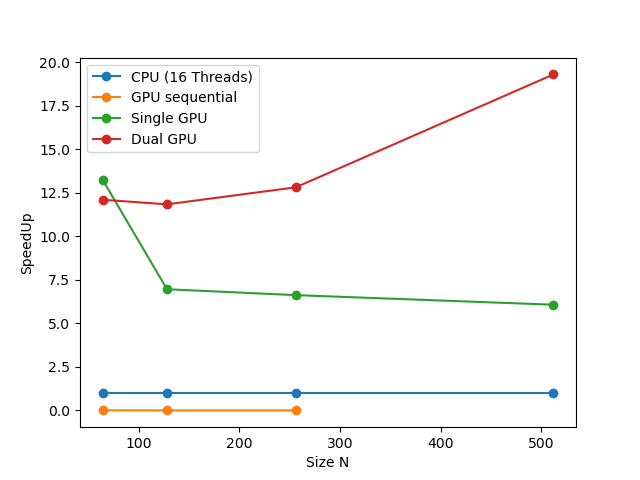 20.0
17.5
15.0
12.5
10.0
7.5
5.0
2.5
0.0
SpeedUp
CPU (16 Threads)
GPU sequential
Single GPU
Dual GPU
100 200 300 400 500
Size N